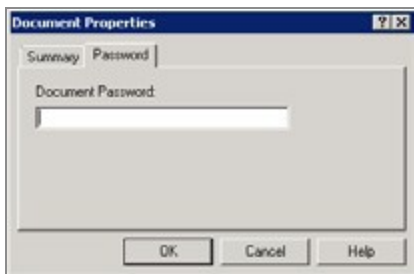 Document Properties
Summary Password
Document Password:
OK Cancel Help